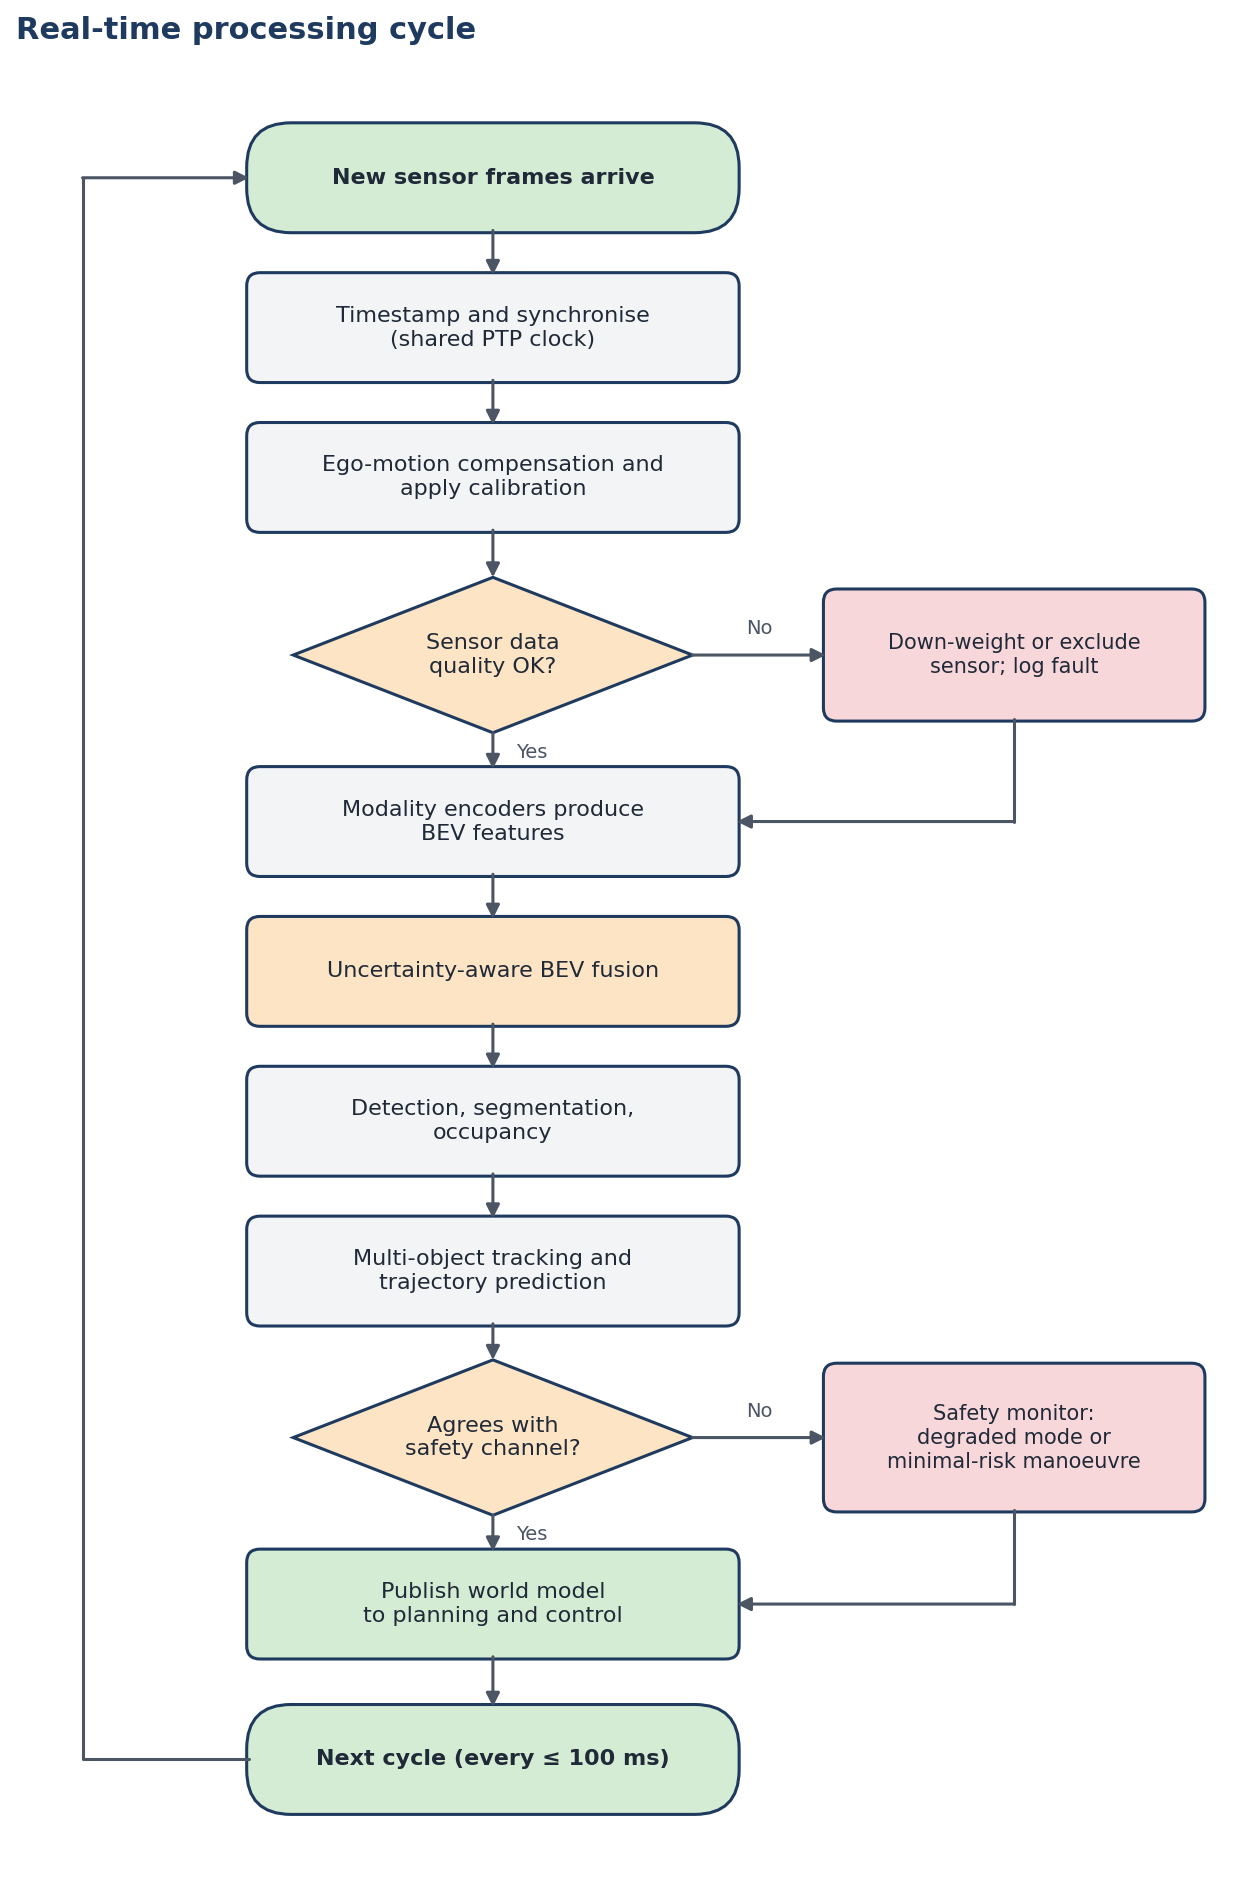 Real-time processing cycle
New sensor frames arrive
Timestamp and synchronise
(shared PTP clock)
Ego-motion compensation and
apply calibration
Sensor data
quality OK?
No
Down-weight or exclude
sensor; log fault
Yes
Modality encoders produce
BEV features
Uncertainty-aware BEV fusion
Detection, segmentation,
occupancy
Multi-object tracking and
trajectory prediction
Agrees with
safety channel?
No
Safety monitor:
degraded mode or
minimal-risk manoeuvre
Yes
Publish world model
to planning and control
Next cycle (every ≤ 100 ms)